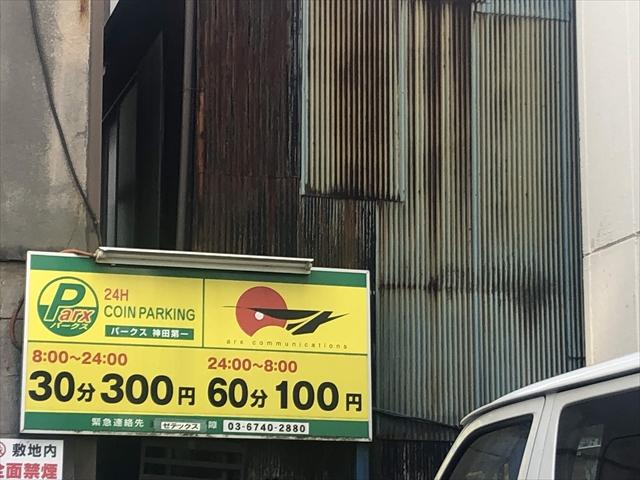 Parx
パークス
24H
COIN PARKING
パークス 神田第一
arx communications
8:00〜24:00
30分 300円
24:00〜8:00
60分 100円
緊急連絡先 ゼテックス 障 03-6740-2880
敷地内
全面禁煙